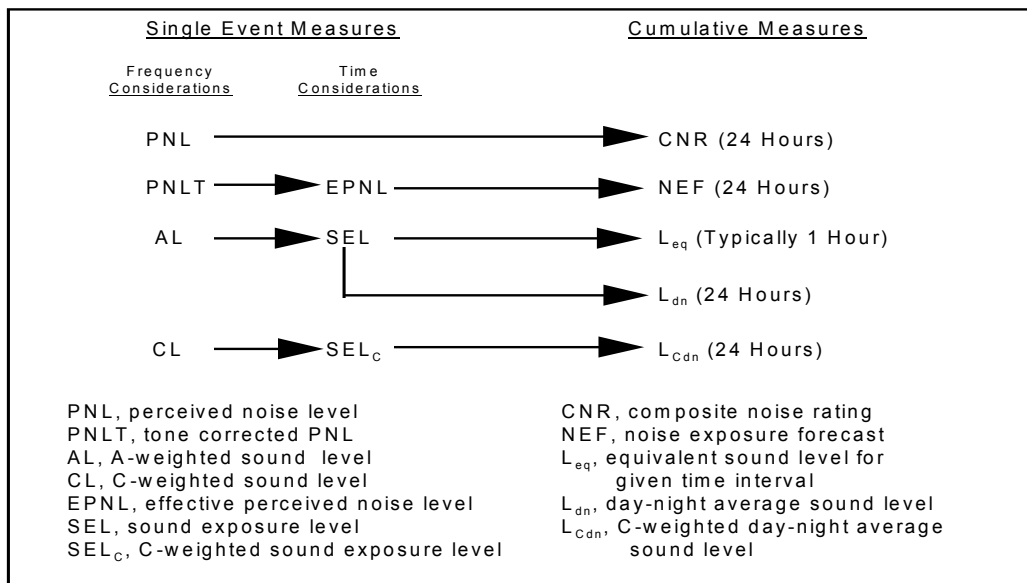 Single Event Measures
Cumulative Measures
Frequency
Considerations
Time
Considerations
PNL
CNR (24 Hours)
PNLT
EPNL
NEF (24 Hours)
AL
SEL
Leq (Typically 1 Hour)
Ldn (24 Hours)
CL
SELC
LCdn (24 Hours)
PNL, perceived noise level
PNLT, tone corrected PNL
AL, A-weighted sound level
CL, C-weighted sound level
EPNL, effective perceived noise level
SEL, sound exposure level
SELC, C-weighted sound exposure level
CNR, composite noise rating
NEF, noise exposure forecast
Leq, equivalent sound level for
given time interval
Ldn, day-night average sound level
LCdn, C-weighted day-night average
sound level